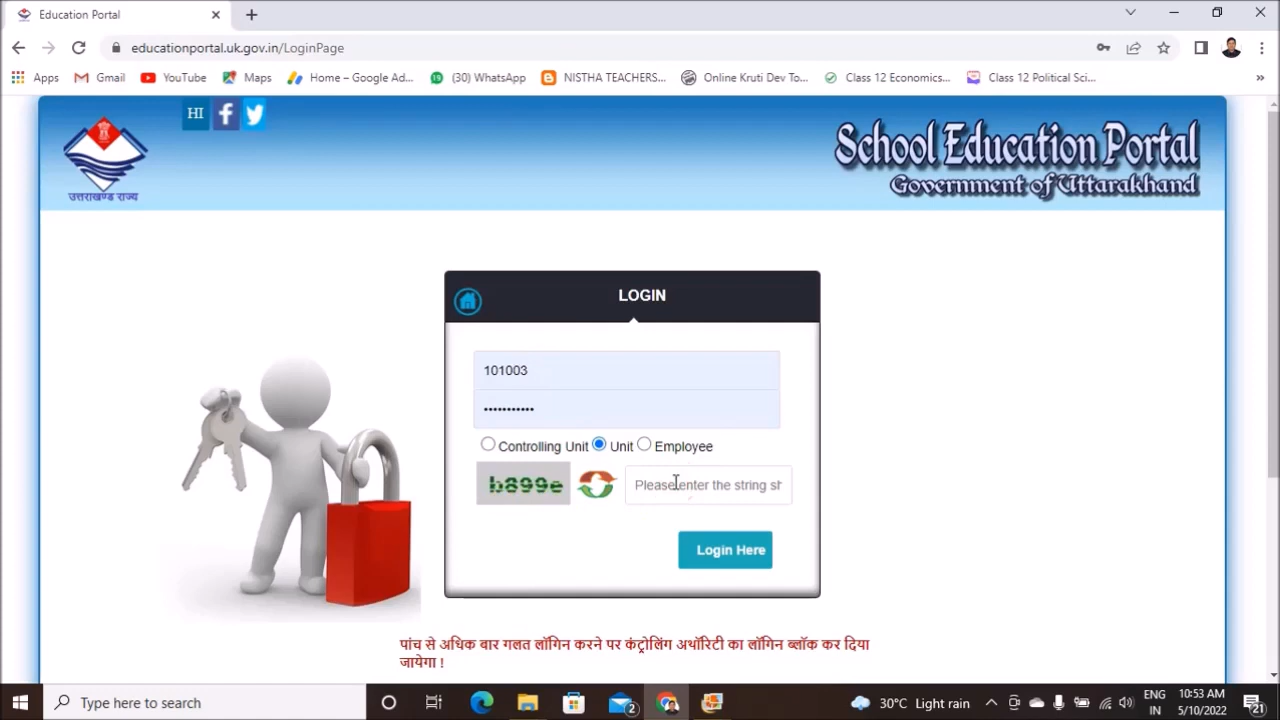 Education Portal
educationportal.uk.gov.in/LoginPage
Apps Gmail YouTube Maps Home – Google Ad... (30) WhatsApp NISTHA TEACHERS... Online Kruti Dev To... Class 12 Economics... Class 12 Political Sci... »
HI
उत्तराखण्ड राज्य
School Education Portal
Government of Uttarakhand
LOGIN
101003
•••••••••••
Controlling Unit Unit Employee
b899e Please enter the string sh
Login Here
पांच से अधिक बार गलत लॉगिन करने पर कंट्रोलिंग अथॉरिटी का लॉगिन ब्लॉक कर दिया
जायेगा !
Type here to search
2
30°C Light rain
ENG
IN
10:53 AM
5/10/2022
21